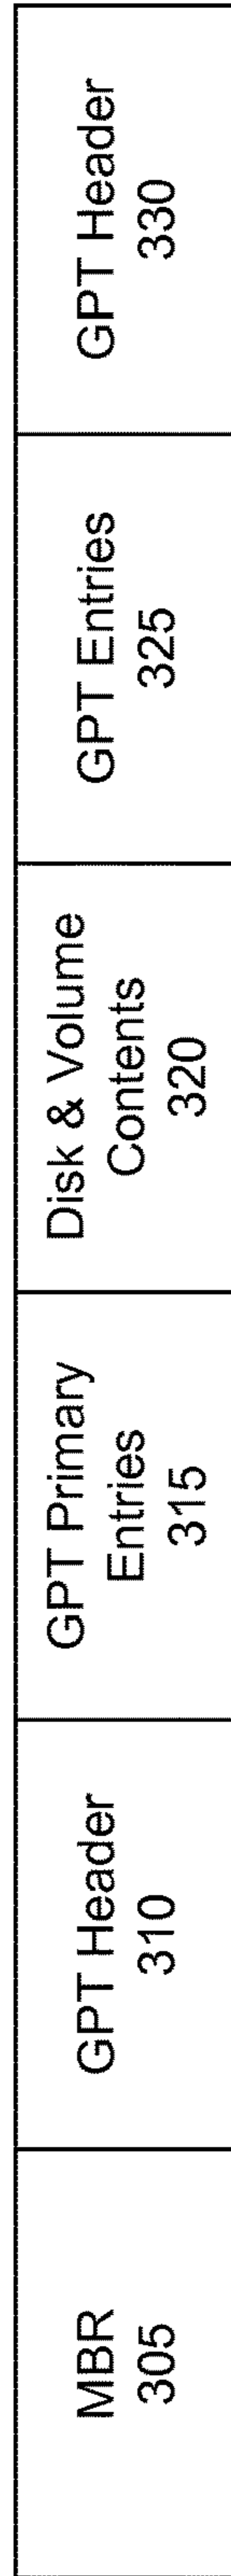 MBR
305
GPT Header
310
GPT Primary
Entries
315
Disk & Volume
Contents
320
GPT Entries
325
GPT Header
330